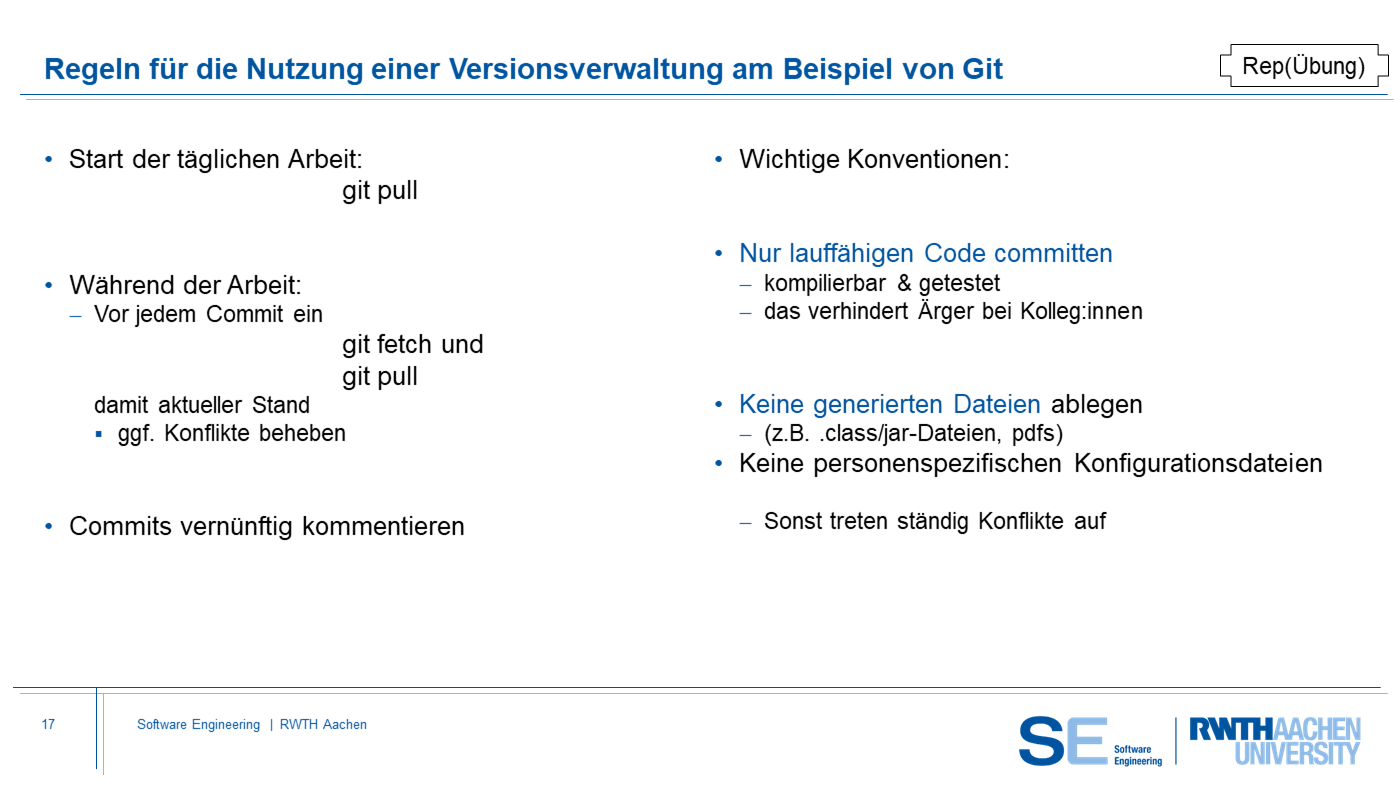 Regeln für die Nutzung einer Versionsverwaltung am Beispiel von Git
Rep(Übung)
• Start der täglichen Arbeit:
git pull
• Während der Arbeit:
– Vor jedem Commit ein
git fetch und
git pull
damit aktueller Stand
▪ ggf. Konflikte beheben
• Commits vernünftig kommentieren
• Wichtige Konventionen:
• Nur lauffähigen Code committen
– kompilierbar & getestet
– das verhindert Ärger bei Kolleg:innen
• Keine generierten Dateien ablegen
– (z.B. .class/jar-Dateien, pdfs)
• Keine personenspezifischen Konfigurationsdateien
– Sonst treten ständig Konflikte auf
17
Software Engineering | RWTH Aachen
SE Software
Engineering
RWTHAACHEN
UNIVERSITY